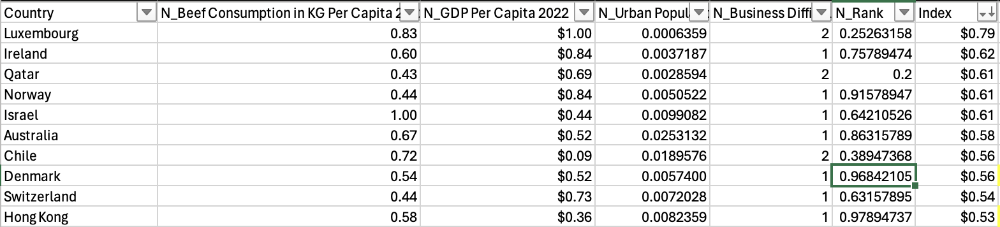 Country N_Beef Consumption in KG Per Capita 2 N_GDP Per Capita 2022 N_Urban Popul N_Business Diffi N_Rank Index
Luxembourg 0.83 $1.00 0.0006359 2 0.25263158 $0.79
Ireland 0.60 $0.84 0.0037187 1 0.75789474 $0.62
Qatar 0.43 $0.69 0.0028594 2 0.2 $0.61
Norway 0.44 $0.84 0.0050522 1 0.91578947 $0.61
Israel 1.00 $0.44 0.0099082 1 0.64210526 $0.61
Australia 0.67 $0.52 0.0253132 1 0.86315789 $0.58
Chile 0.72 $0.09 0.0189576 2 0.38947368 $0.56
Denmark 0.54 $0.52 0.0057400 1 0.96842105 $0.56
Switzerland 0.44 $0.73 0.0072028 1 0.63157895 $0.54
Hong Kong 0.58 $0.36 0.0082359 1 0.97894737 $0.53